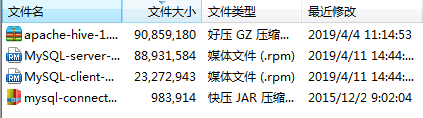 文件名 文件大小 文件类型 最近修改
apache-hive-1.... 90,859,180 好压 GZ 压缩... 2019/4/4 11:14:53
MySQL-server-... 88,931,584 媒体文件 (.rpm) 2019/4/11 14:44:...
MySQL-client-... 23,272,943 媒体文件 (.rpm) 2019/4/11 14:44:...
mysql-connect... 983,914 快压 JAR 压缩... 2015/12/2 9:02:04